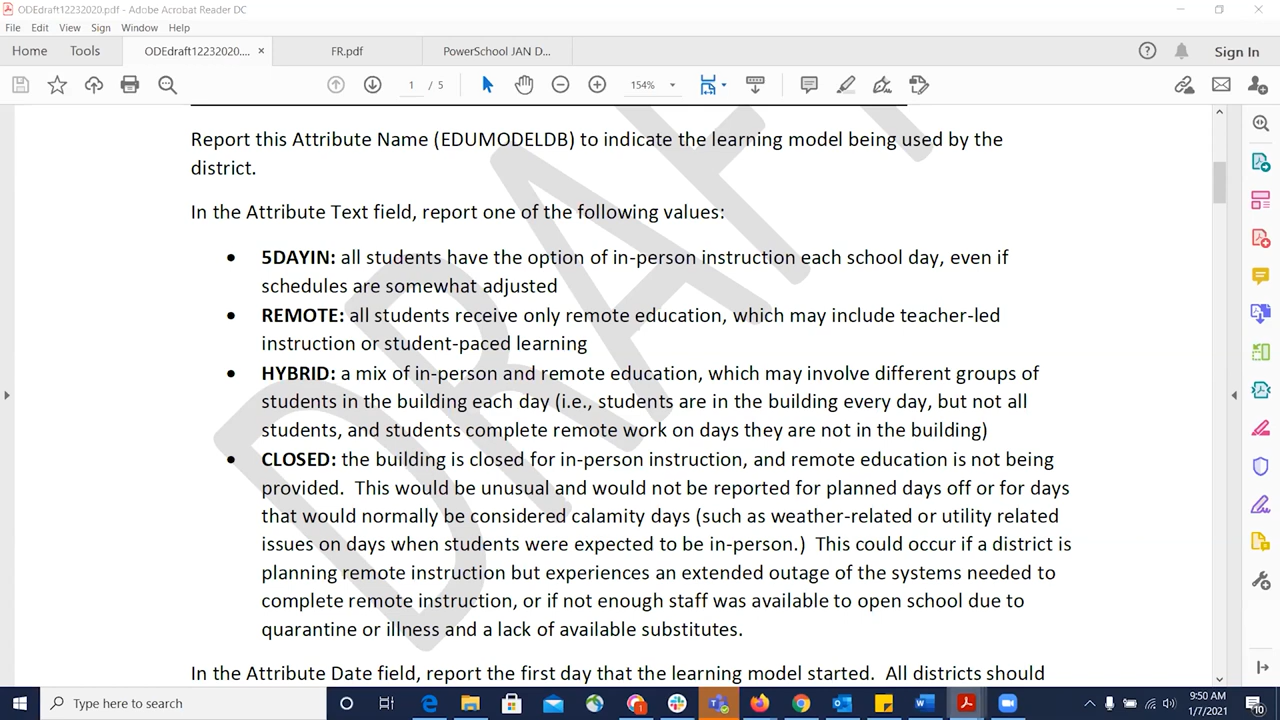 ODEdraft12232020.pdf - Adobe Acrobat Reader DC
File Edit View Sign Window Help
Home Tools ODEdraft12232020.... × FR.pdf PowerSchool JAN D... Sign In
1 / 5 154%
Report this Attribute Name (EDUMODELDB) to indicate the learning model being used by the
district.
In the Attribute Text field, report one of the following values:
• 5DAYIN: all students have the option of in-person instruction each school day, even if
schedules are somewhat adjusted
• REMOTE: all students receive only remote education, which may include teacher-led
instruction or student-paced learning
• HYBRID: a mix of in-person and remote education, which may involve different groups of
students in the building each day (i.e., students are in the building every day, but not all
students, and students complete remote work on days they are not in the building)
• CLOSED: the building is closed for in-person instruction, and remote education is not being
provided.  This would be unusual and would not be reported for planned days off or for days
that would normally be considered calamity days (such as weather-related or utility related
issues on days when students were expected to be in-person.)  This could occur if a district is
planning remote instruction but experiences an extended outage of the systems needed to
complete remote instruction, or if not enough staff was available to open school due to
quarantine or illness and a lack of available substitutes.
In the Attribute Date field, report the first day that the learning model started.  All districts should
DRAFT
Type here to search
9:50 AM
1/7/2021